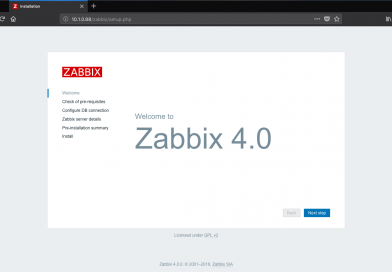 Installation
10.1.0.88/zabbix/setup.php
ZABBIX
Welcome
Check of pre-requisites
Configure DB connection
Zabbix server details
Pre-installation summary
Install
Welcome to
Zabbix 4.0
Back
Next step
Licensed under GPL v2
Zabbix 4.0.0. © 2001–2018, Zabbix SIA